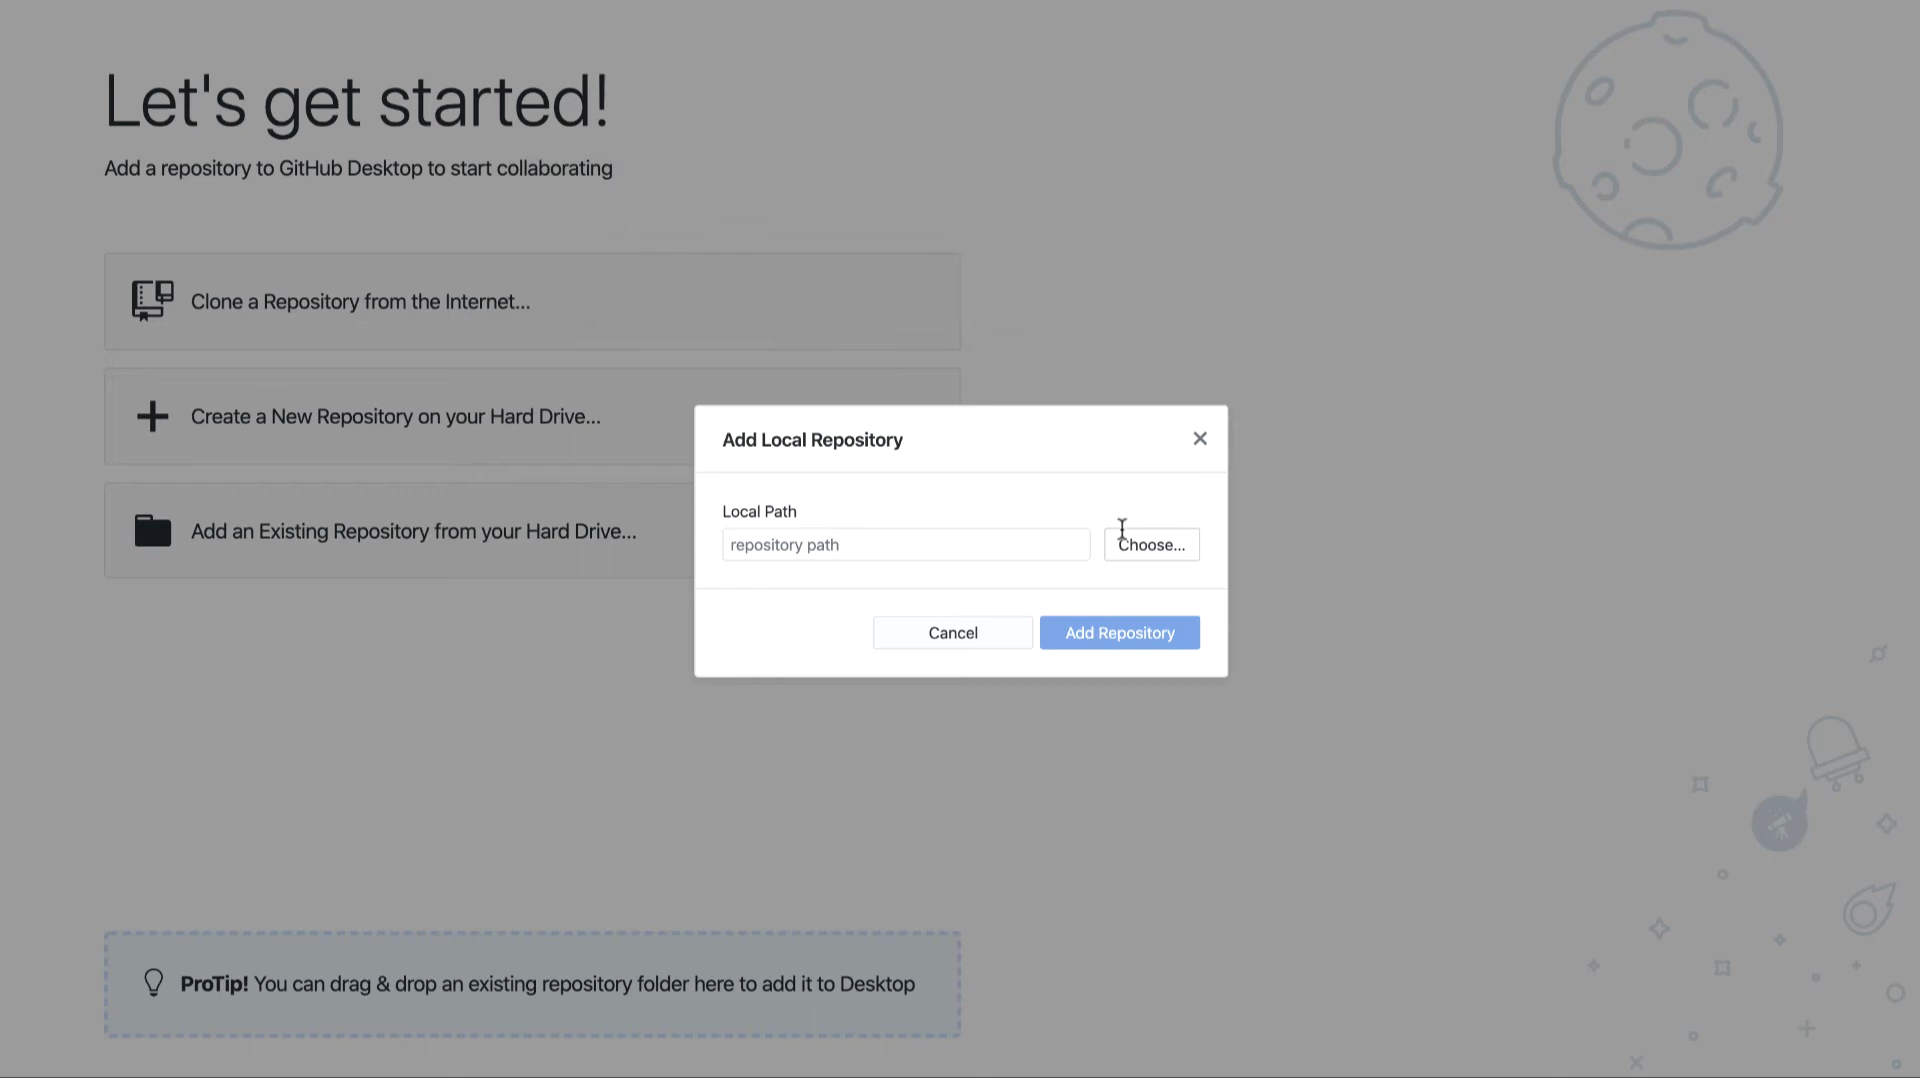 Let's get started!
Add a repository to GitHub Desktop to start collaborating
Clone a Repository from the Internet...
Create a New Repository on your Hard Drive...
Add an Existing Repository from your Hard Drive...
Add Local Repository
Local Path
repository path
Choose...
Cancel
Add Repository
ProTip! You can drag & drop an existing repository folder here to add it to Desktop